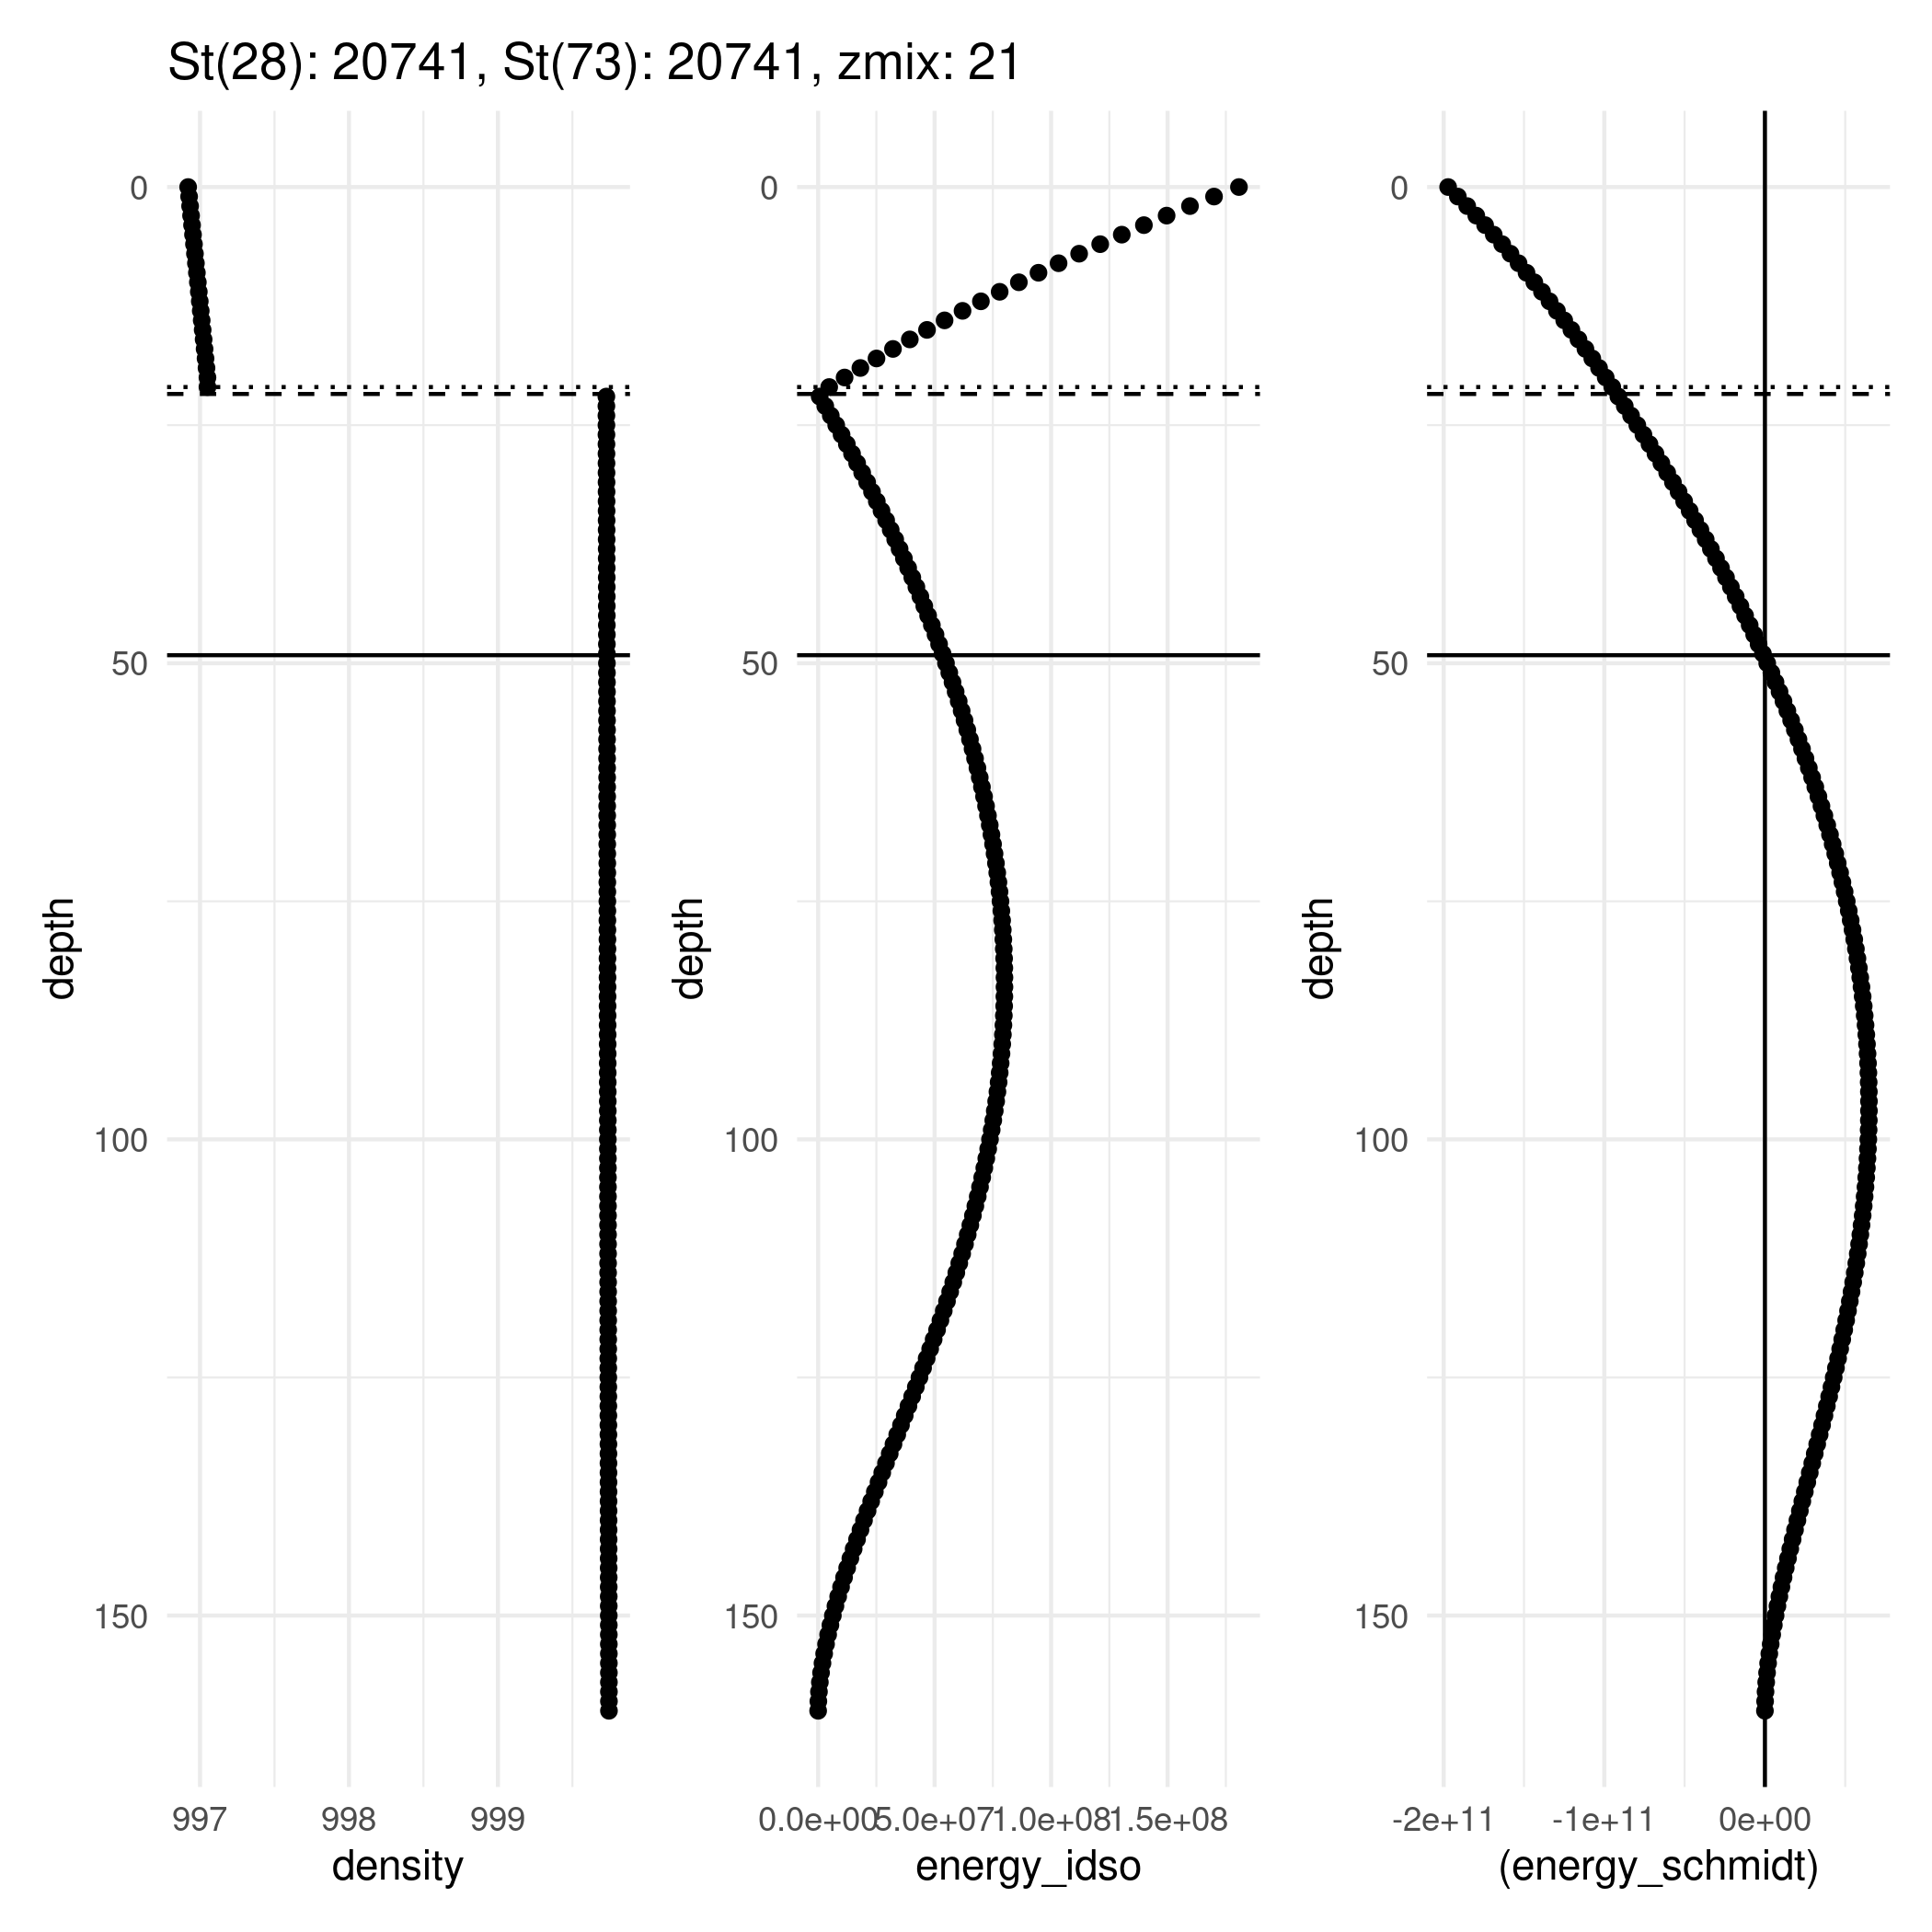 St(28): 20741, St(73): 20741, zmix: 21
0
50
100
150
depth
997
998
999
density
0
50
100
150
depth
0.0e+00
5.0e+07
1.0e+08
1.5e+08
energy_idso
0
50
100
150
depth
-2e+11
-1e+11
0e+00
(energy_schmidt)